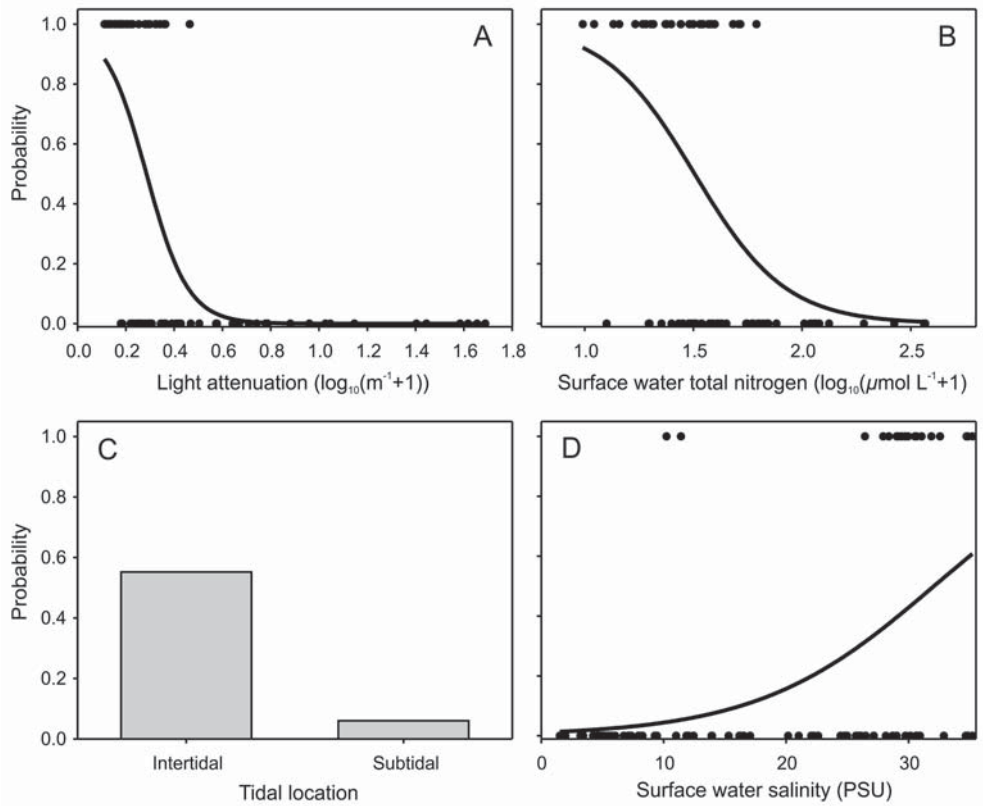 A
B
Probability
1.0
0.8
0.6
0.4
0.2
0.0
0.0 0.2 0.4 0.6 0.8 1.0 1.2 1.4 1.6 1.8
1.0 1.5 2.0 2.5
Light attenuation (log₁₀(m⁻¹+1))
Surface water total nitrogen (log₁₀(µmol L⁻¹+1)
C
D
Probability
1.0
0.8
0.6
0.4
0.2
0.0
Intertidal Subtidal
0 10 20 30
Tidal location
Surface water salinity (PSU)